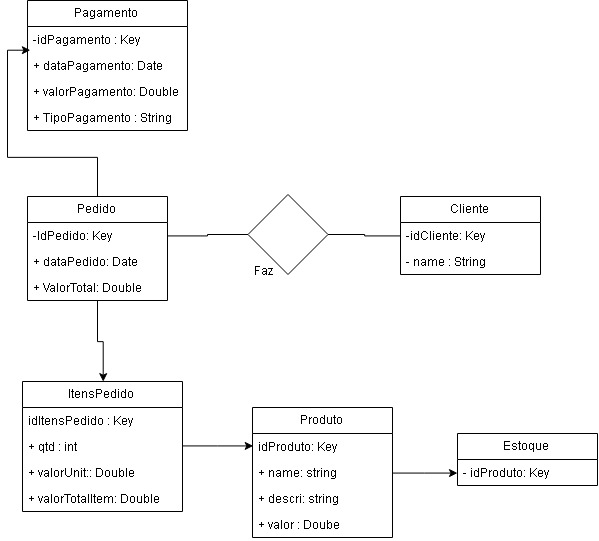 Pagamento
-idPagamento : Key
+ dataPagamento: Date
+ valorPagamento: Double
+ TipoPagamento : String
Pedido
-IdPedido: Key
+ dataPedido: Date
+ ValorTotal: Double
Faz
Cliente
-idCliente: Key
- name : String
ItensPedido
idItensPedido : Key
+ qtd : int
+ valorUnit:: Double
+ valorTotalItem: Double
Produto
idProduto: Key
+ name: string
+ descri: string
+ valor : Doube
Estoque
- idProduto: Key